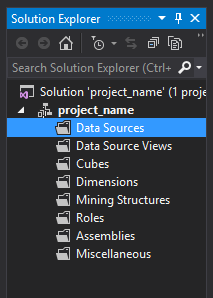 Solution Explorer
Search Solution Explorer (Ctrl+
Solution 'project_name' (1 proje
project_name
Data Sources
Data Source Views
Cubes
Dimensions
Mining Structures
Roles
Assemblies
Miscellaneous